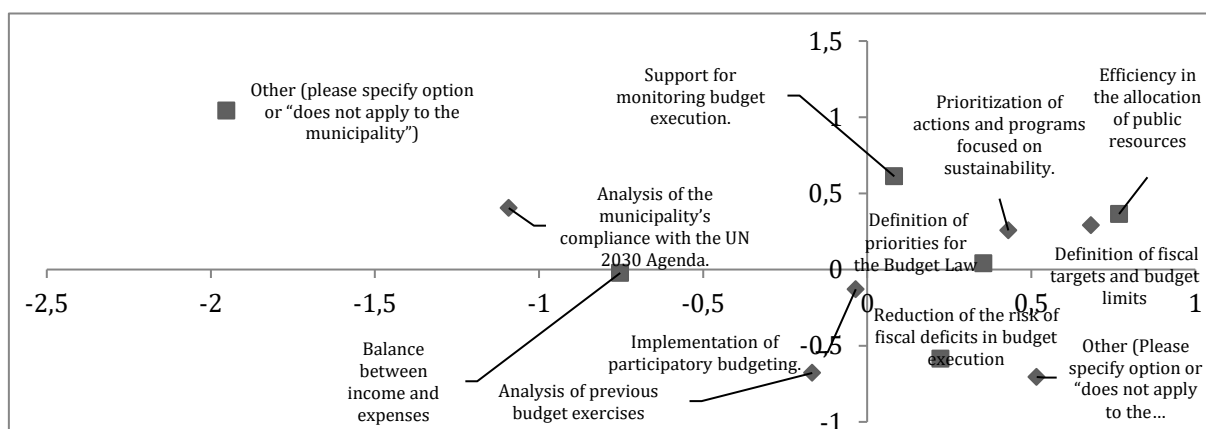 1,5
1
0,5
0
-0,5
-1
-2,5
-2
-1,5
-1
-0,5
0
0,5
1
Other (please specify option
or “does not apply to the
municipality”)
Support for
monitoring budget
execution.
Prioritization of
actions and programs
focused on
sustainability.
Efficiency in
the allocation
of public
resources
Analysis of the
municipality’s
compliance with the UN
2030 Agenda.
Definition of
priorities for
the Budget Law
Definition of fiscal
targets and budget
limits
Balance
between
income and
expenses
Implementation of
participatory budgeting.
Analysis of previous
budget exercises
Reduction of the risk of
fiscal deficits in budget
execution
Other (Please
specify option or
“does not apply
to the…